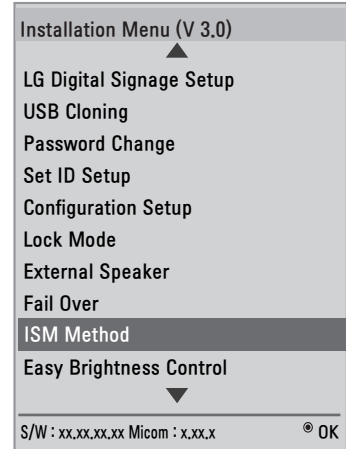 Installation Menu (V 3.0)
LG Digital Signage Setup
USB Cloning
Password Change
Set ID Setup
Configuration Setup
Lock Mode
External Speaker
Fail Over
ISM Method
Easy Brightness Control
S/W : xx.xx.xx.xx Micom : x.xx.x OK